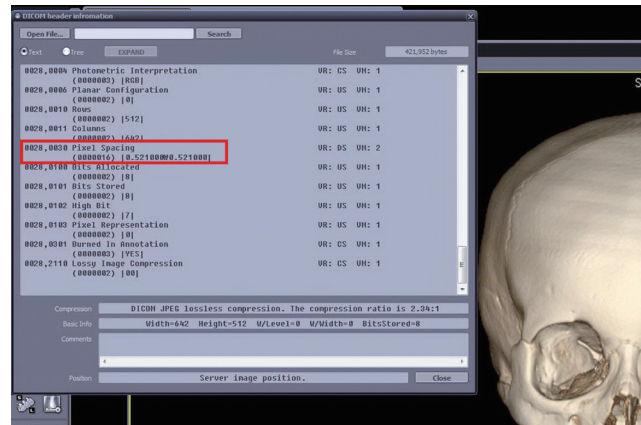 DICOM header infromation
Open File... Search
Text Tree EXPAND File Size 421,952 bytes
0028,0004 Photometric Interpretation VR: CS VM: 1
(0000003) |RGB|
0028,0006 Planar Configuration VR: US VM: 1
(0000002) |0|
0028,0010 Rows VR: US VM: 1
(0000002) |512|
0028,0011 Columns VR: US VM: 1
(0000002) |642|
0028,0030 Pixel Spacing VR: DS VM: 2
(0000016) |0.521000₩0.521000|
0028,0100 Bits Allocated VR: US VM: 1
(0000002) |8|
0028,0101 Bits Stored VR: US VM: 1
(0000002) |8|
0028,0102 High Bit VR: US VM: 1
(0000002) |7|
0028,0103 Pixel Representation VR: US VM: 1
(0000002) |0|
0028,0301 Burned In Annotation VR: CS VM: 1
(0000003) |YES|
0028,2110 Lossy Image Compression VR: CS VM: 1
(0000002) |00|
Compression DICOM JPEG lossless compression. The compression ratio is 2.34:1
Basic Info Width=642 Height=512 W/Level=0 W/Width=0 BitsStored=8
Comments
Position Server image position. Close
S